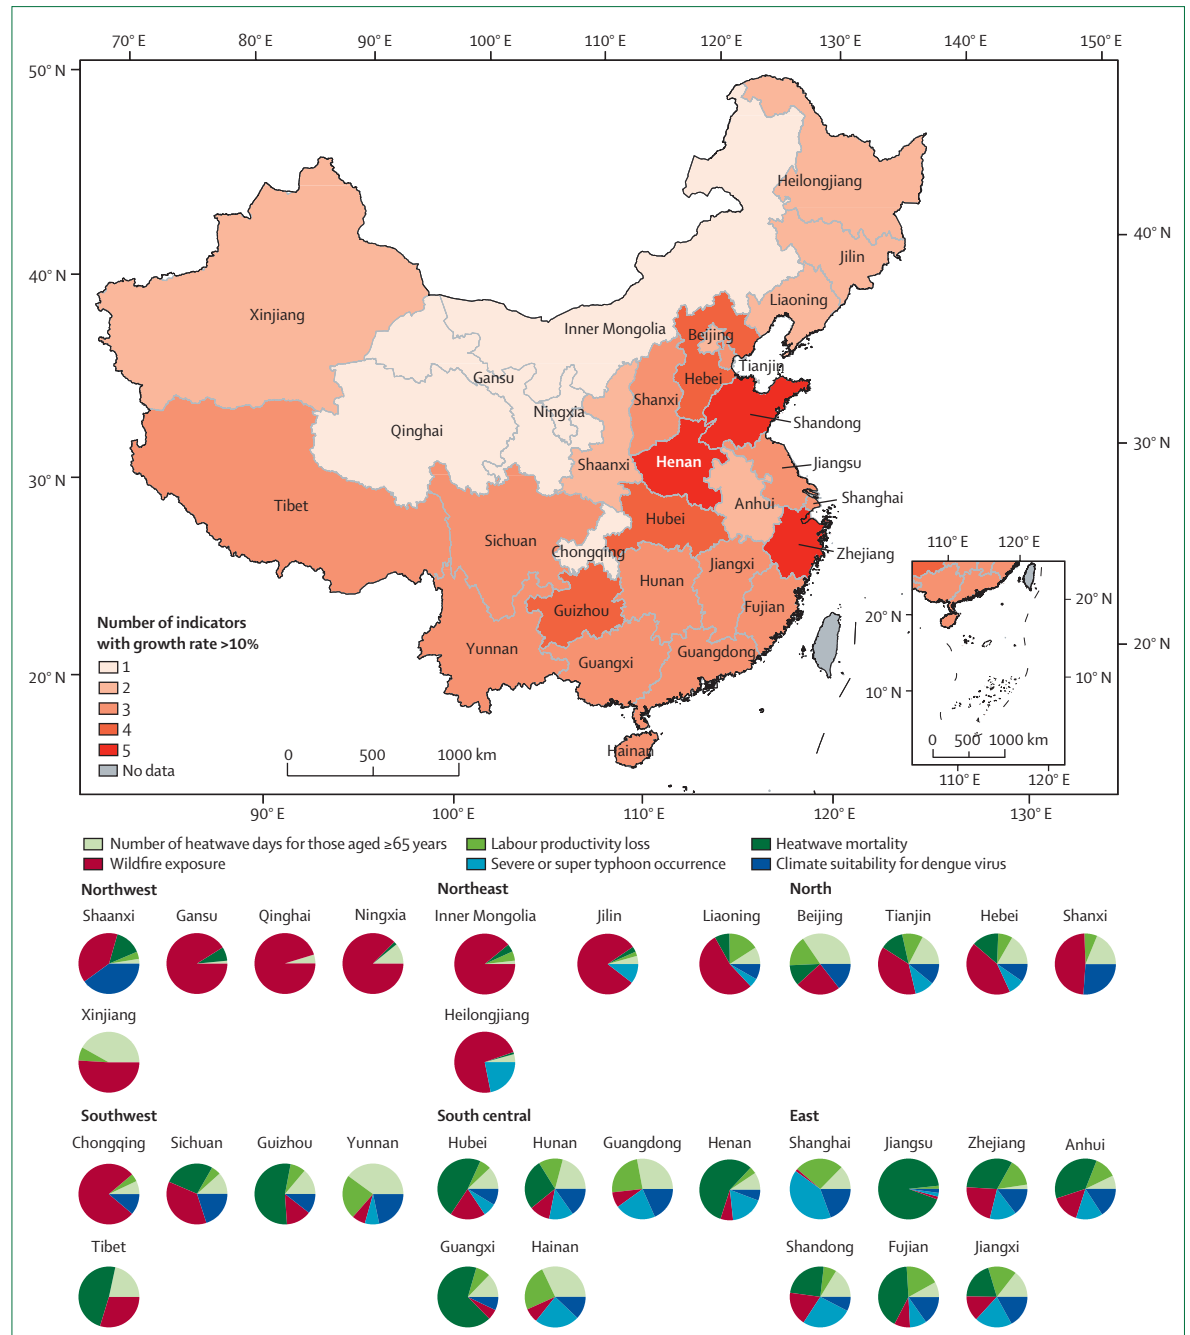 70° E 80° E 90° E 100° E 110° E 120° E 130° E 140° E 150° E
50° N
40° N
30° N
20° N
40° N
30° N
20° N
Heilongjiang
Jilin
Liaoning
Xinjiang
Inner Mongolia
Beijing
Tianjin
Gansu
Hebei
Shanxi
Ningxia
Qinghai
Shandong
Shaanxi
Henan
Jiangsu
Tibet
Anhui
Shanghai
Hubei
Sichuan
Chongqing
Zhejiang
Jiangxi
Hunan
Guizhou
Fujian
Yunnan
Guangxi
Guangdong
Hainan
110° E 120° E
20° N
10° N
20° N
10° N
0 500 1000 km
110° E 120° E
Number of indicators
with growth rate >10%
1
2
3
4
5
No data
0 500 1000 km
90° E 100° E 110° E 120° E 130° E
Number of heatwave days for those aged ≥65 years Labour productivity loss Heatwave mortality
Wildfire exposure Severe or super typhoon occurrence Climate suitability for dengue virus
Northwest Northeast North
Shaanxi Gansu Qinghai Ningxia Inner Mongolia Jilin Liaoning Beijing Tianjin Hebei Shanxi
Xinjiang Heilongjiang
Southwest South central East
Chongqing Sichuan Guizhou Yunnan Hubei Hunan Guangdong Henan Shanghai Jiangsu Zhejiang Anhui
Tibet Guangxi Hainan Shandong Fujian Jiangxi